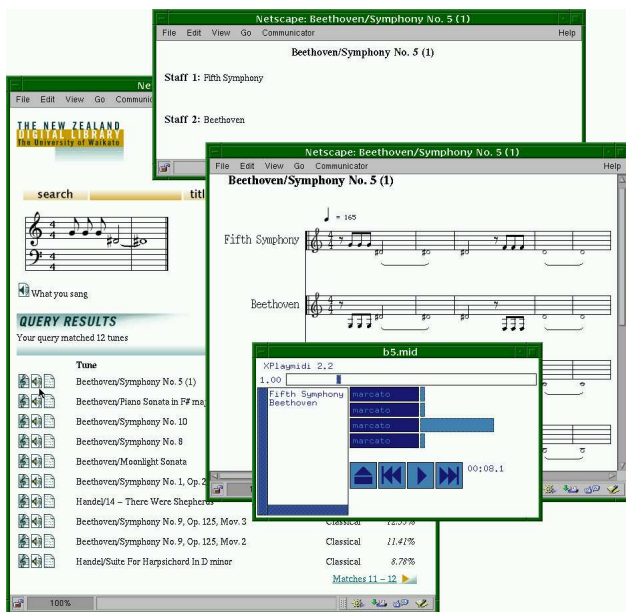 Netscape: Beethoven/Symphony No. 5 (1)
File Edit View Go Communicator Help
Beethoven/Symphony No. 5 (1)
Staff 1: Fifth Symphony
Staff 2: Beethoven
Ne
File Edit View Go Communic
THE NEW ZEALAND
DIGITAL LIBRARY
The University of Waikato
search titl
What you sang
QUERY RESULTS
Your query matched 12 tunes
Tune
Beethoven/Symphony No. 5 (1)
Beethoven/Piano Sonata in F# maj
Beethoven/Symphony No. 10
Beethoven/Symphony No. 8
Beethoven/Moonlight Sonata
Beethoven/Symphony No. 1, Op. 2
Handel/14 – There Were Shepherds
Beethoven/Symphony No. 9, Op. 125, Mov. 3 Classical 12.55%
Beethoven/Symphony No. 9, Op. 125, Mov. 2 Classical 11.41%
Handel/Suite For Harpsichord In D minor Classical 8.78%
Matches 11 – 12
100%
Netscape: Beethoven/Symphony No. 5 (1)
File Edit View Go Communicator Help
Beethoven/Symphony No. 5 (1)
= 165
Fifth Symphony
Beethoven
b5.mid
XPlaymidi 2.2
1.00
Fifth Symphony marcato
Beethoven marcato
marcato
marcato
00:08.1